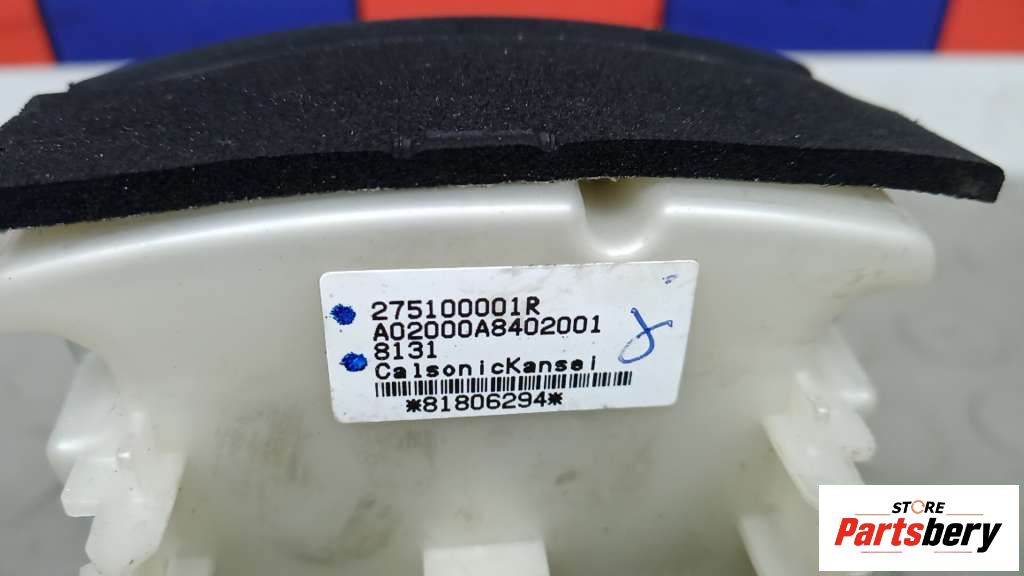 275100001R
A02000A8402001
8131
CalsonicKansei
*81806294*
STORE
Partsbery